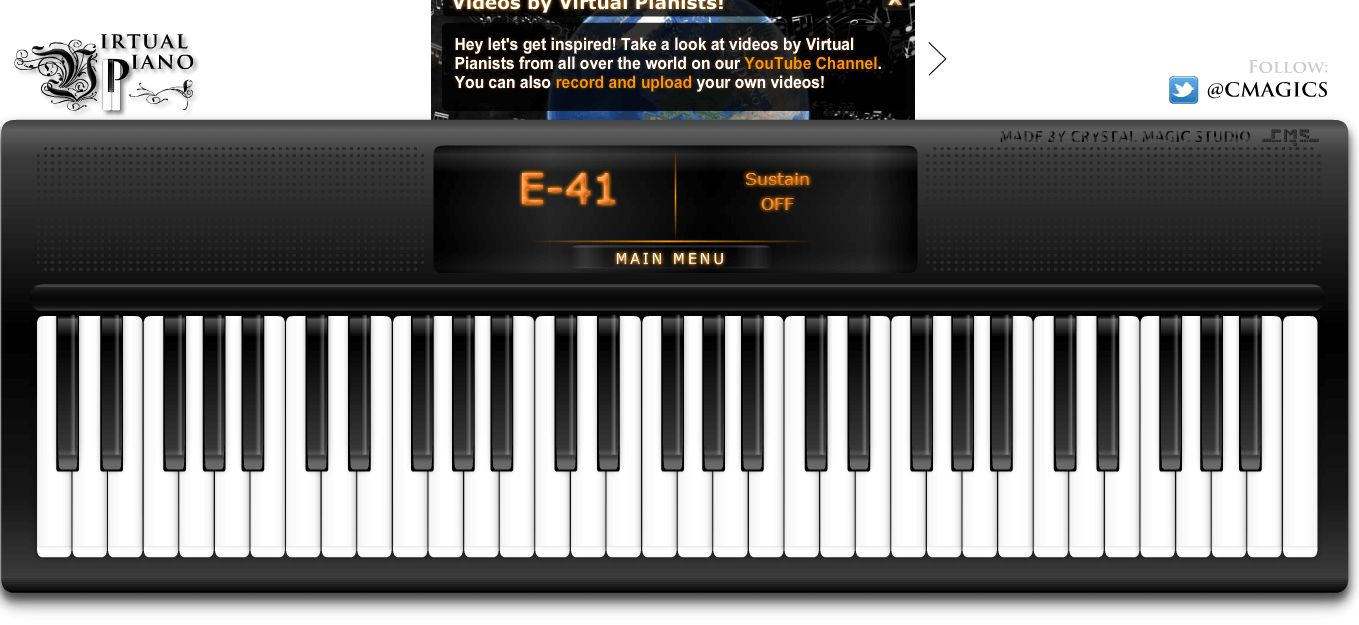 Videos by Virtual Pianists!
x
Hey let's get inspired! Take a look at videos by Virtual
Pianists from all over the world on our YouTube Channel.
You can also record and upload your own videos!
VIRTUAL
PIANO
FOLLOW:
@CMAGICS
MADE BY CRYSTAL MAGIC STUDIO CMS
E-41
Sustain
OFF
MAIN MENU